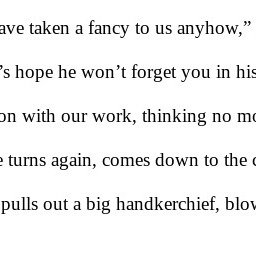 ave taken a fancy to us anyhow,”
’s hope he won’t forget you in his
on with our work, thinking no mo
turns again, comes down to the
pulls out a big handkerchief, blow